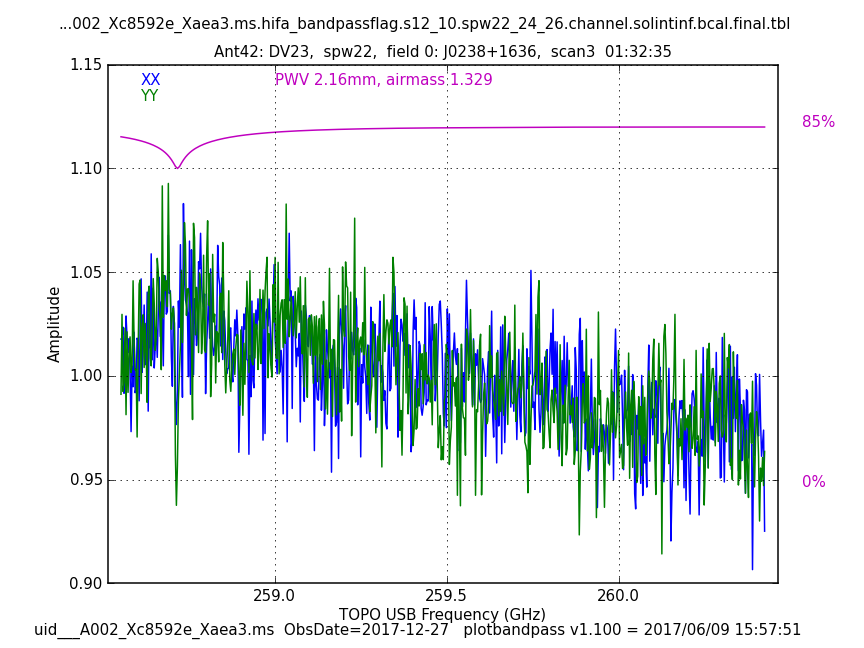 ...002_Xc8592e_Xaea3.ms.hifa_bandpassflag.s12_10.spw22_24_26.channel.solintinf.bcal.final.tbl
Ant42: DV23,  spw22,  field 0: J0238+1636,  scan3  01:32:35
1.15
XX
PWV 2.16mm, airmass 1.329
YY
85%
1.10
1.05
Amplitude
1.00
0.95
0%
0.90
259.0
259.5
260.0
TOPO USB Frequency (GHz)
uid___A002_Xc8592e_Xaea3.ms  ObsDate=2017-12-27   plotbandpass v1.100 = 2017/06/09 15:57:51